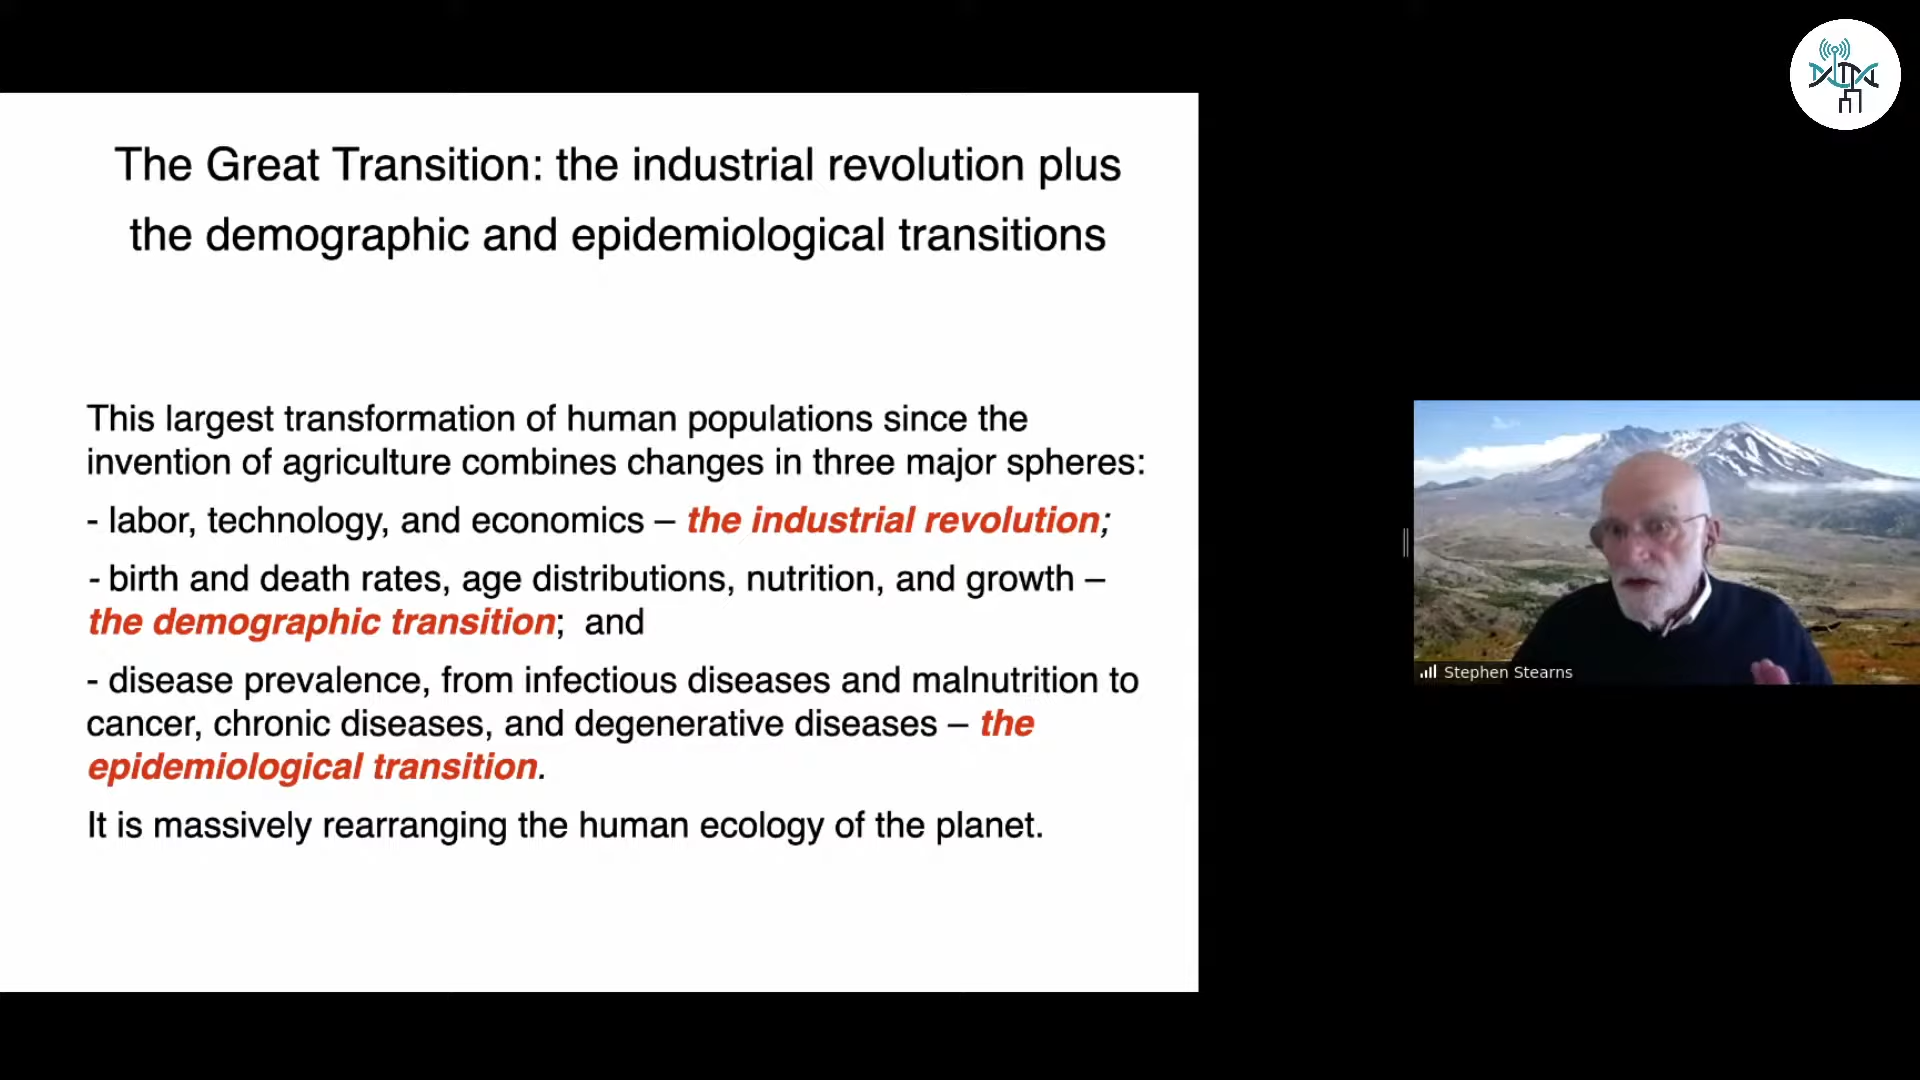 The Great Transition: the industrial revolution plus
the demographic and epidemiological transitions
This largest transformation of human populations since the
invention of agriculture combines changes in three major spheres:
- labor, technology, and economics – the industrial revolution;
- birth and death rates, age distributions, nutrition, and growth –
the demographic transition;  and
- disease prevalence, from infectious diseases and malnutrition to
cancer, chronic diseases, and degenerative diseases – the
epidemiological transition.
It is massively rearranging the human ecology of the planet.
Stephen Stearns